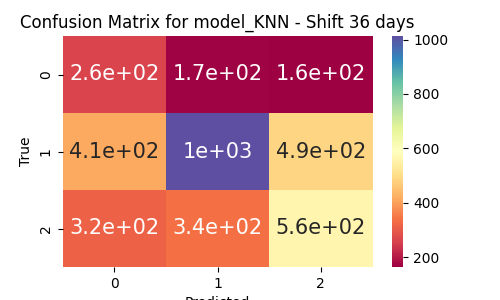 Confusion Matrix for model_KNN - Shift 36 days
True
0 2.6e+02 1.7e+02 1.6e+02
1 4.1e+02 1e+03 4.9e+02
2 3.2e+02 3.4e+02 5.6e+02
0 1 2
Predicted
1000
800
600
400
200